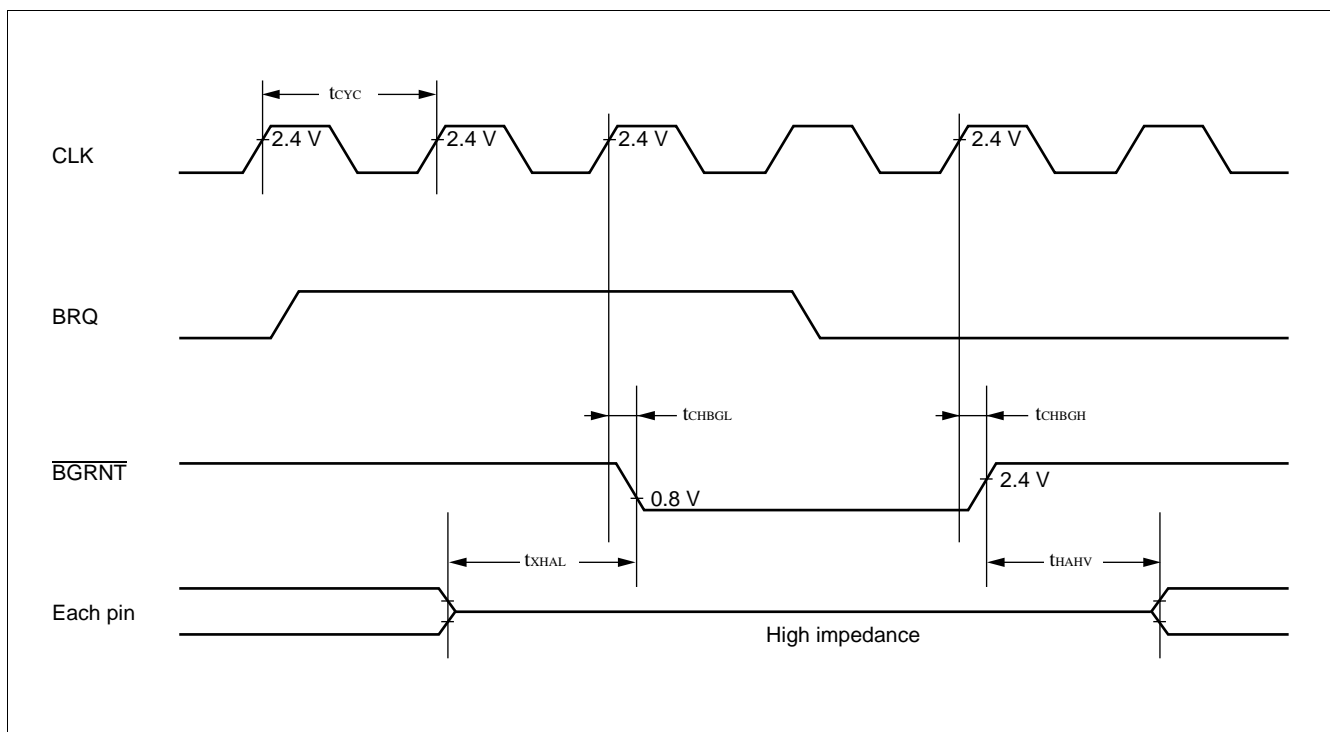 tCYC
CLK
2.4 V
2.4 V
2.4 V
2.4 V
BRQ
tCHBGL
tCHBGH
BGRNT
0.8 V
2.4 V
tXHAL
tHAHV
Each pin
High impedance